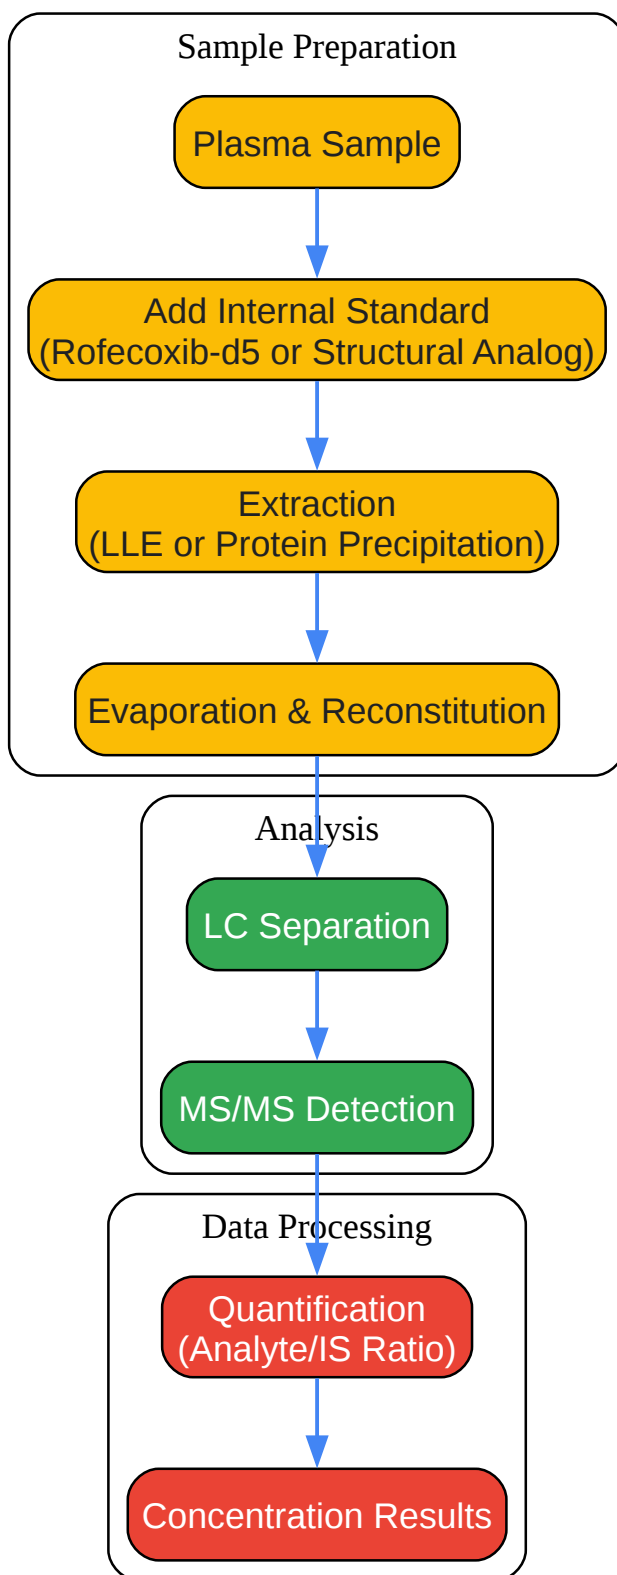 Sample Preparation
Plasma Sample
Add Internal Standard
(Rofecoxib-d5 or Structural Analog)
Extraction
(LLE or Protein Precipitation)
Evaporation & Reconstitution
Analysis
LC Separation
MS/MS Detection
Data Processing
Quantification
(Analyte/IS Ratio)
Concentration Results